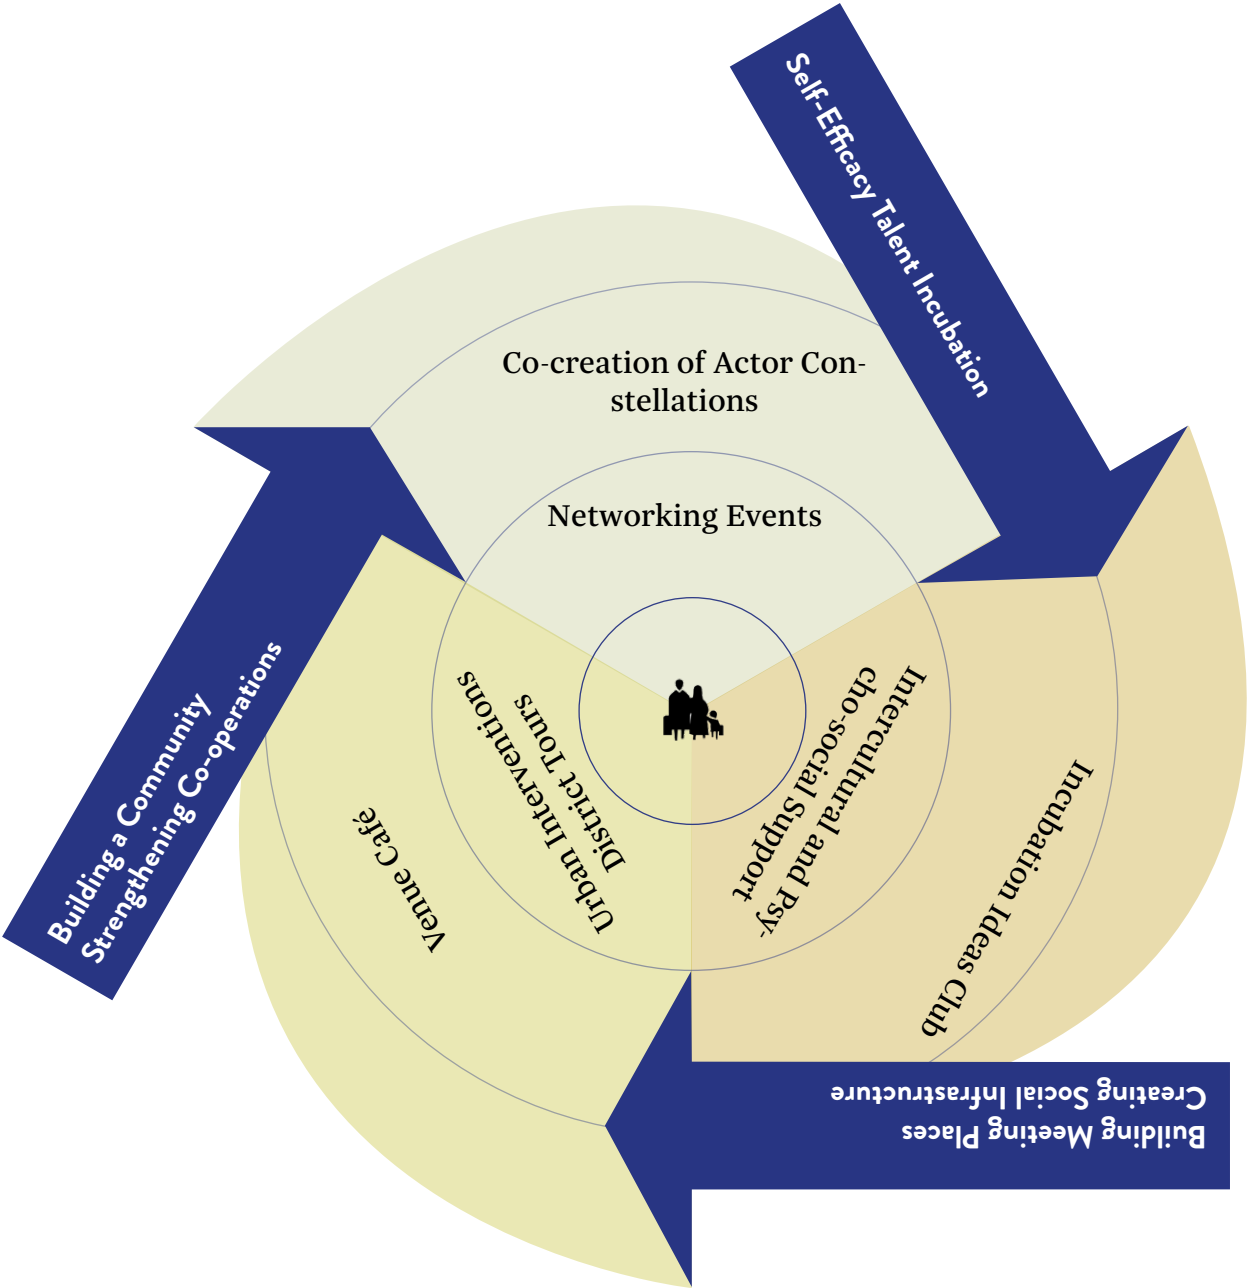 Self-Efficacy Talent Incubation
Co-creation of Actor Con-
stellations
Networking Events
Building a Community
Strengthening Co-operations
Urban Interventions
District Tours
Venue Café
Intercultural and Psy-
cho-social Support
Incubation Ideas Club
Building Meeting Places
Creating Social Infrastructure